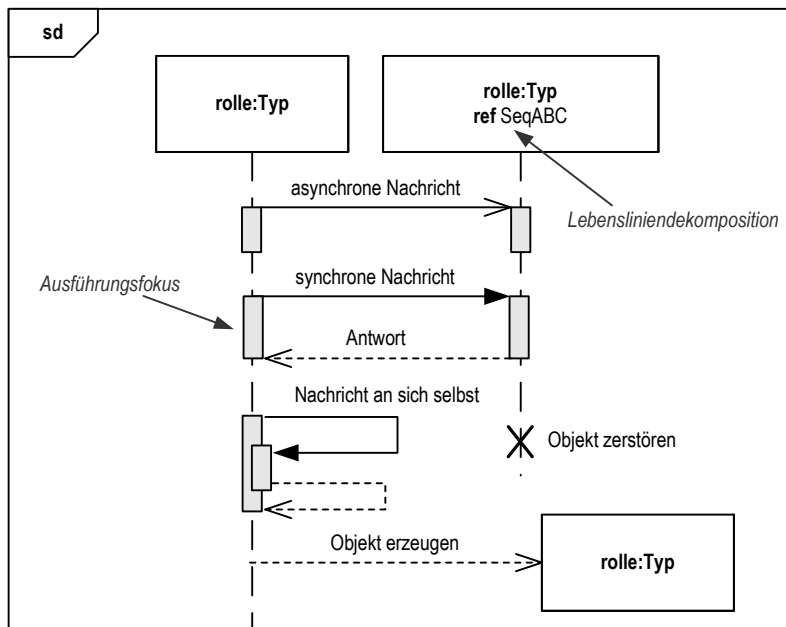 sd
rolle:Typ
rolle:Typ
ref SeqABC
asynchrone Nachricht
Lebensliniendekomposition
Ausführungsfokus
synchrone Nachricht
Antwort
Nachricht an sich selbst
Objekt zerstören
Objekt erzeugen
rolle:Typ